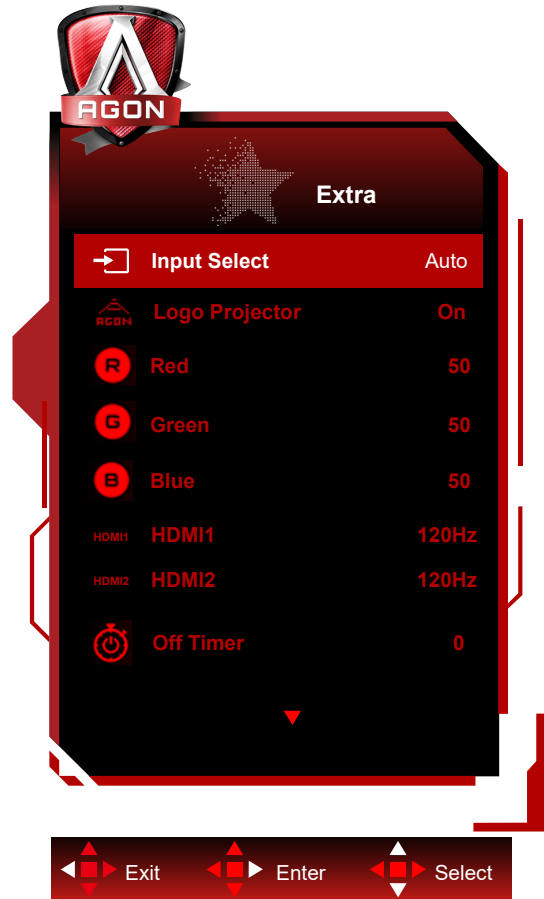 AGON
Extra
Input Select Auto
AGON Logo Projector On
R Red 50
G Green 50
B Blue 50
HDMI1 HDMI1 120Hz
HDMI2 HDMI2 120Hz
Off Timer 0
Exit Enter Select